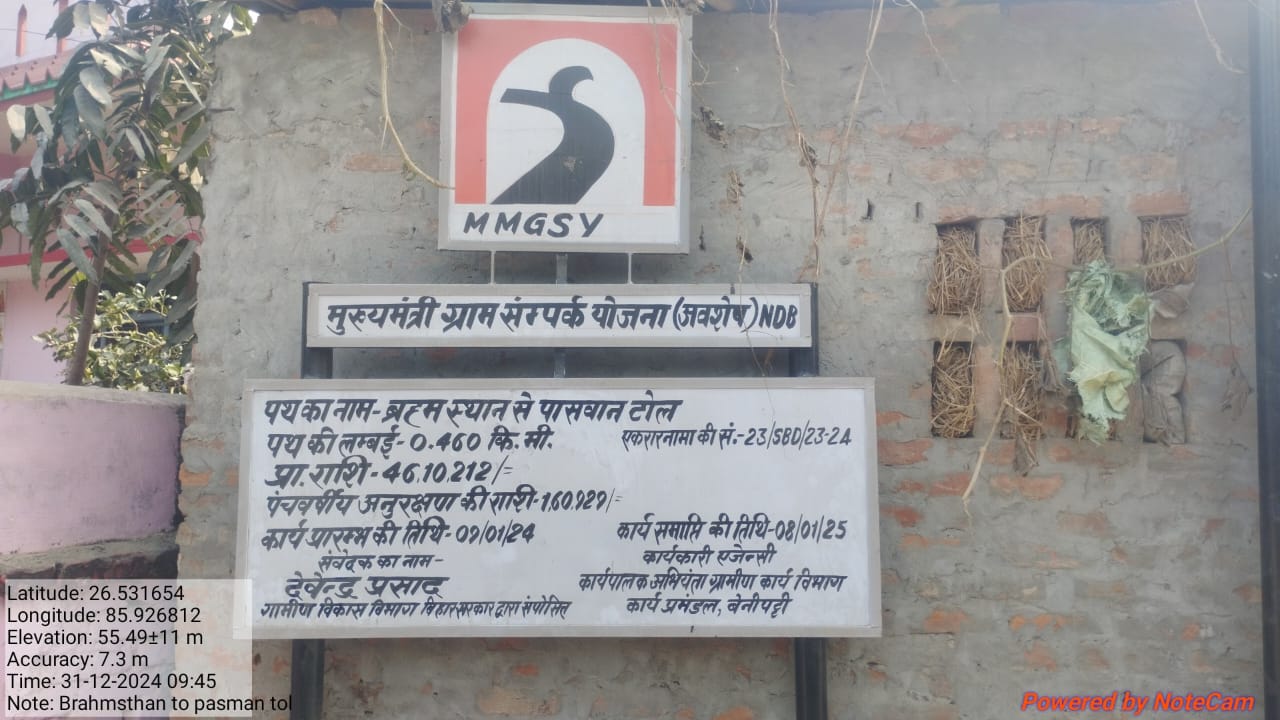 MMGSY
मुख्यमंत्री ग्राम संम्पर्क योजना (अवशेष) NDB
पथ का नाम- ब्रह्म स्थान से पासवान टोल
पथ की लम्बई- 0.460 कि. मी. एकरारनामा की सं.- 23/SBD/23-24
प्रा. राशि - 46,10,212/=
पंचवर्षीय अनुरक्षण की राशि- 1,60,929/=
कार्य प्रारम्भ की तिथि- 09/01/24 कार्य समाप्ति की तिथि- 08/01/25
संवेदक का नाम- कार्यकारी एजेन्सी
देवेन्द्र प्रसाद कार्यपालक अभियंता ग्रामीण कार्य विभाग
गामीण विकास विभाग बिहार सरकार द्वारा संपोसित कार्य प्रमंडल, बेनीपट्टी
Latitude: 26.531654
Longitude: 85.926812
Elevation: 55.49±11 m
Accuracy: 7.3 m
Time: 31-12-2024 09:45
Note: Brahmsthan to pasman tol
Powered by NoteCam